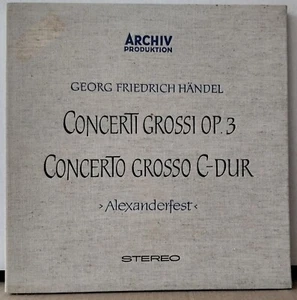 ARCHIV
PRODUKTION
GEORG FRIEDRICH HÄNDEL
CONCERTI GROSSI OP. 3
CONCERTO GROSSO C-DUR
>Alexanderfest<
STEREO